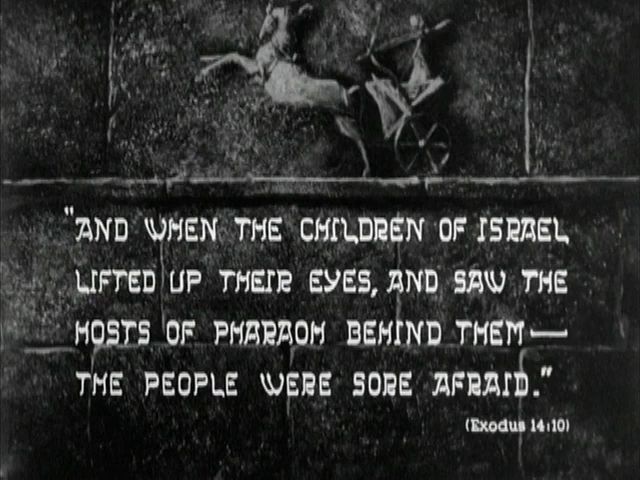 "AND WHEN THE CHILDREN OF ISRAEL
LIFTED UP THEIR EYES, AND SAW THE
HOSTS OF PHARAOH BEHIND THEM—
THE PEOPLE WERE SORE AFRAID."
(Exodus 14:10)